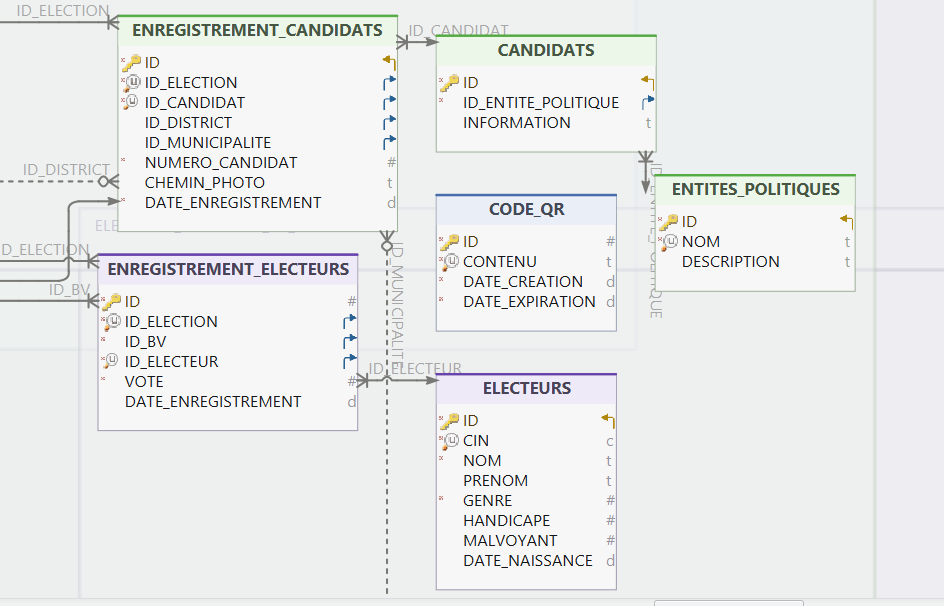 ID_ELECTION
ENREGISTREMENT_CANDIDATS
ID
ID_ELECTION
ID_CANDIDAT
ID_DISTRICT
ID_MUNICIPALITE
NUMERO_CANDIDAT #
CHEMIN_PHOTO t
DATE_ENREGISTREMENT d
ID_CANDIDAT
CANDIDATS
ID
ID_ENTITE_POLITIQUE
INFORMATION t
ID_DISTRICT
ENTITES_POLITIQUES
ID
NOM t
DESCRIPTION t
CODE_QR
ID #
CONTENU t
DATE_CREATION d
DATE_EXPIRATION d
D_ELECTION
ID_BV
ID_MUNICIPALITE
ENREGISTREMENT_ELECTEURS
ID #
ID_ELECTION
ID_BV
ID_ELECTEUR
VOTE #
DATE_ENREGISTREMENT d
ID_ELECTEUR
ELECTEURS
ID
CIN c
NOM t
PRENOM t
GENRE #
HANDICAPE #
MALVOYANT #
DATE_NAISSANCE d